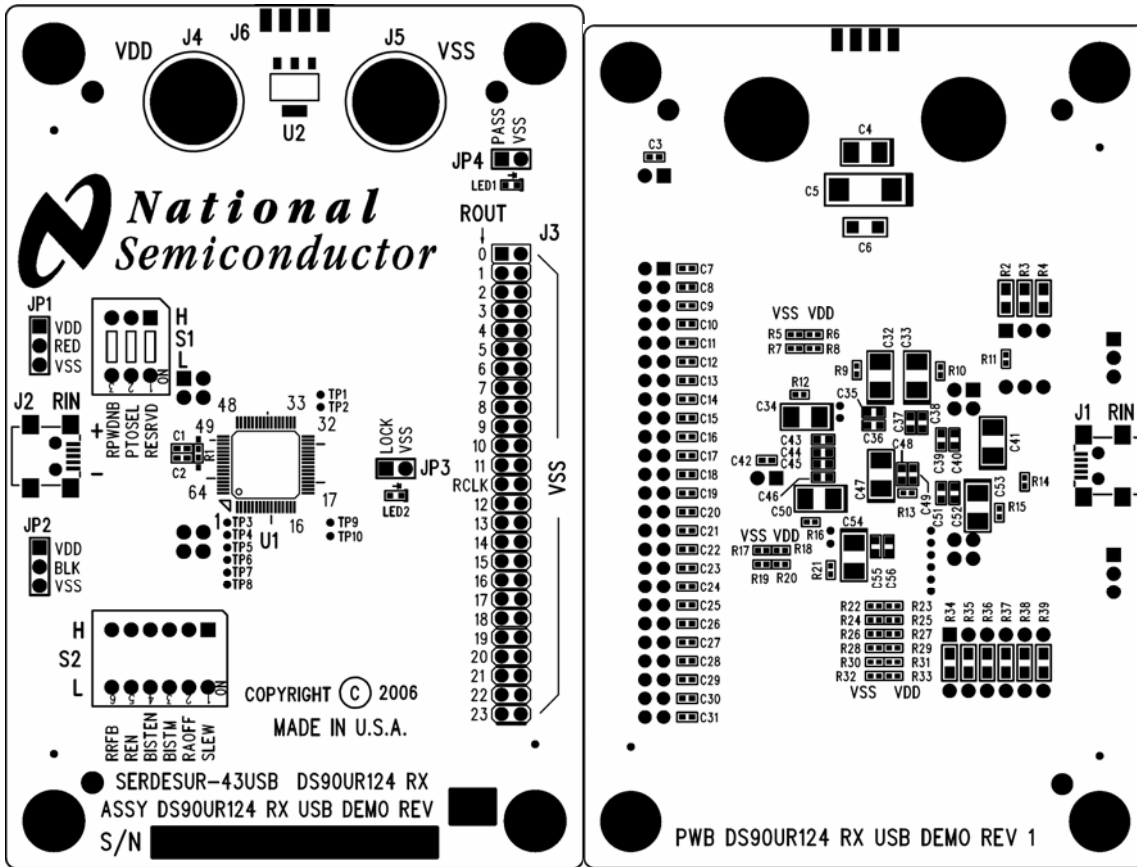 J6
J4
J5
VDD
VSS
U2
PASS
VSS
JP4
LED1
National
Semiconductor
ROUT
J3
0
1
2
3
4
5
6
7
8
9
10
11
RCLK
12
13
14
15
16
17
18
19
20
21
22
23
VSS
JP1
VDD
RED
VSS
H
S1
L
3 2 1
ON
RPWDNB
PTOSEL
RESRVD
J2 RIN
+
−
C1
C2
R1
48
33
49
32
64
17
1
16
U1
TP1
TP2
TP3
TP4
TP5
TP6
TP7
TP8
TP9
TP10
LOCK
VSS
JP3
LED2
JP2
VDD
BLK
VSS
H
S2
L
6 5 4 3 2 1
ON
RRFB
REN
BISTEN
BISTM
RAOFF
SLEW
COPYRIGHT C 2006
MADE IN U.S.A.
SERDESUR-43USB DS90UR124 RX
ASSY DS90UR124 RX USB DEMO REV
S/N
C3
C4
C5
C6
C7
C8
C9
C10
C11
C12
C13
C14
C15
C16
C17
C18
C19
C20
C21
C22
C23
C24
C25
C26
C27
C28
C29
C30
C31
R2
R3
R4
VSS VDD
R5 R6
R7 R8
C32
C33
R9
R10
R11
R12
C34
C35
C36
C37
C38
C39
C40
C41
C42
C43
C44
C45
C46
C47
C48
C49
C50
R13
C51
C52
C53
R14
R15
J1 RIN
R16
VSS VDD
R17 R18
R19 R20
R21
C54
C55
C56
R22 R23
R24 R25
R26 R27
R28 R29
R30 R31
R32 R33
VSS VDD
R34
R35
R36
R37
R38
R39
PWB DS90UR124 RX USB DEMO REV 1